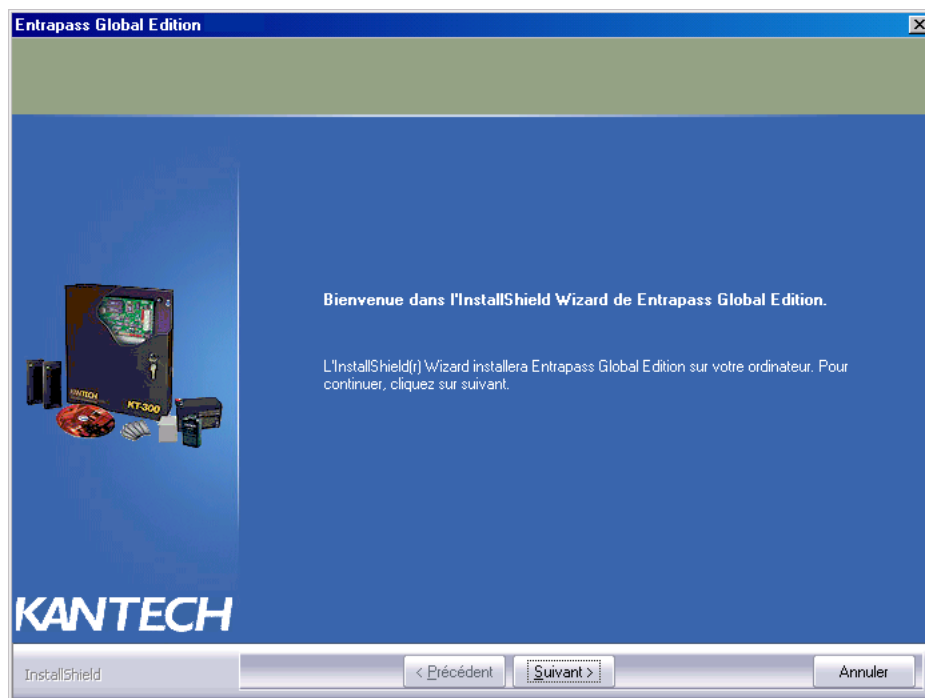 Entrapass Global Edition
Bienvenue dans l'InstallShield Wizard de Entrapass Global Edition.
L'InstallShield(r) Wizard installera Entrapass Global Edition sur votre ordinateur. Pour
continuer, cliquez sur suivant.
KANTECH
KT-300
KANTECH
InstallShield
< Précédent
Suivant >
Annuler